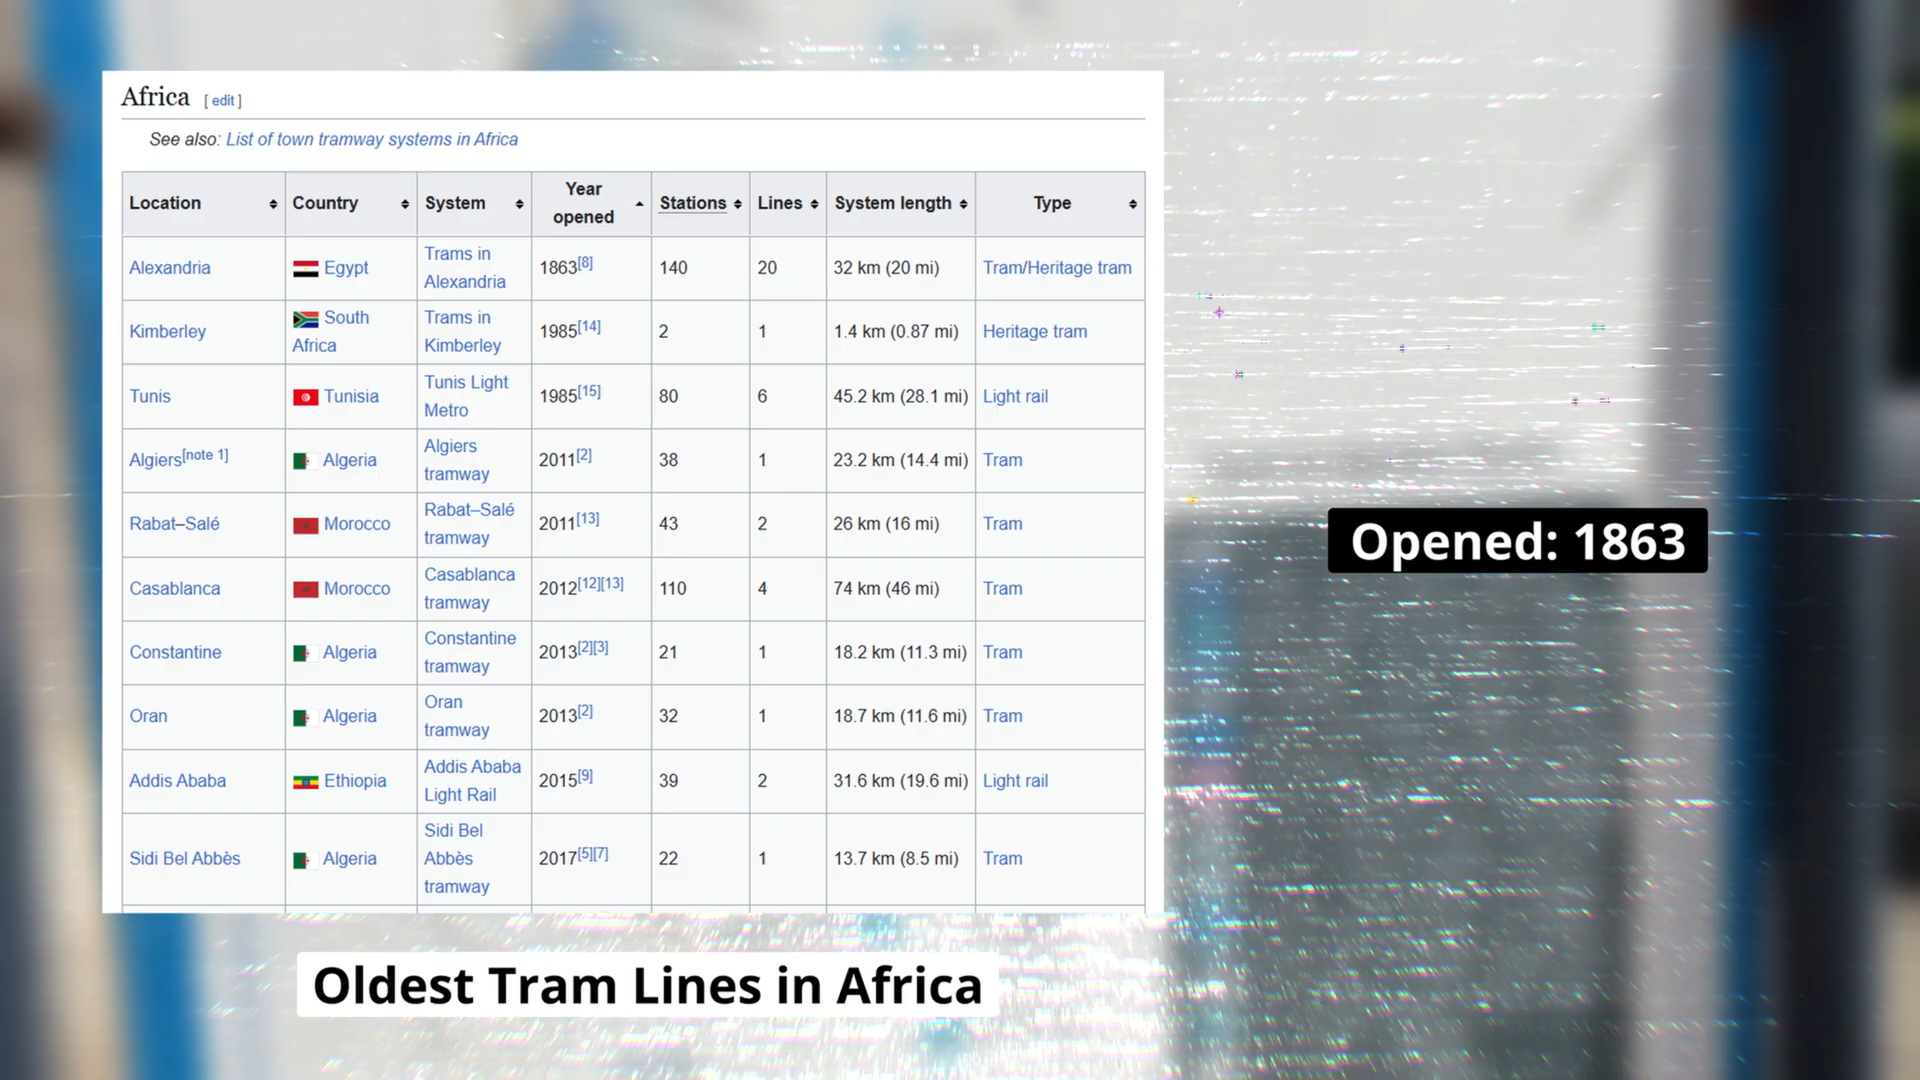 Africa [ edit ]
See also: List of town tramway systems in Africa
Location Country System Year opened Stations Lines System length Type
Alexandria Egypt Trams in Alexandria 1863[8] 140 20 32 km (20 mi) Tram/Heritage tram
Kimberley South Africa Trams in Kimberley 1985[14] 2 1 1.4 km (0.87 mi) Heritage tram
Tunis Tunisia Tunis Light Metro 1985[15] 80 6 45.2 km (28.1 mi) Light rail
Algiers[note 1] Algeria Algiers tramway 2011[2] 38 1 23.2 km (14.4 mi) Tram
Rabat–Salé Morocco Rabat–Salé tramway 2011[13] 43 2 26 km (16 mi) Tram
Casablanca Morocco Casablanca tramway 2012[12][13] 110 4 74 km (46 mi) Tram
Constantine Algeria Constantine tramway 2013[2][3] 21 1 18.2 km (11.3 mi) Tram
Oran Algeria Oran tramway 2013[2] 32 1 18.7 km (11.6 mi) Tram
Addis Ababa Ethiopia Addis Ababa Light Rail 2015[9] 39 2 31.6 km (19.6 mi) Light rail
Sidi Bel Abbès Algeria Sidi Bel Abbès tramway 2017[5][7] 22 1 13.7 km (8.5 mi) Tram
Opened: 1863
Oldest Tram Lines in Africa